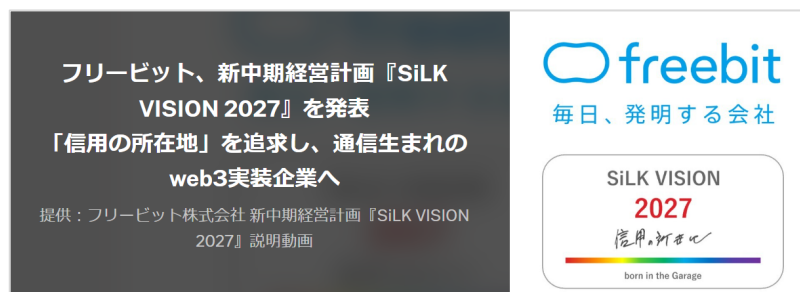 フリービット、新中期経営計画『SiLK
VISION 2027』を発表
「信用の所在地」を追求し、通信生まれの
web3実装企業へ
提供：フリービット株式会社 新中期経営計画『SiLK VISION
2027』説明動画
freebit
毎日、発明する会社
SiLK VISION
2027
信用の所在地
born in the Garage